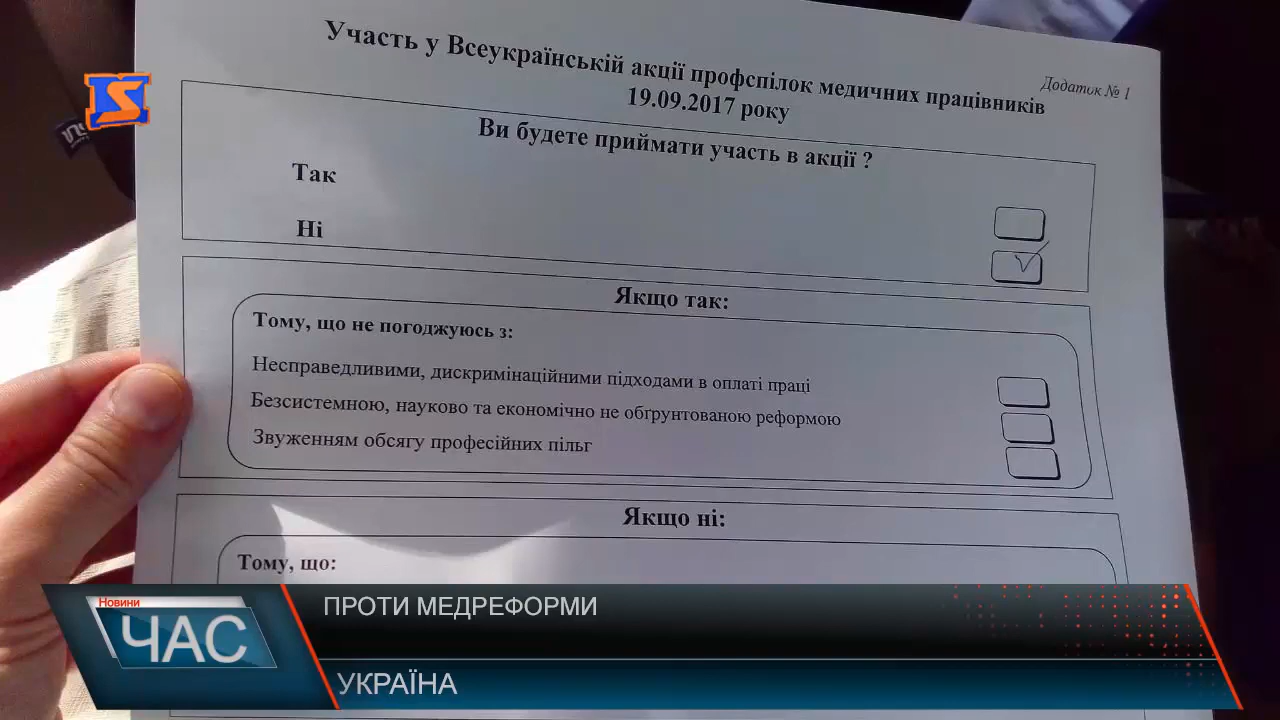 Участь у Всеукраїнській акції профспілок медичних працівників
Додаток № 1
19.09.2017 року
Ви будете приймати участь в акції ?
Так
Ні
Якщо так:
Тому, що не погоджуюсь з:
Несправедливими, дискримінаційними підходами в оплаті праці
Безсистемною, науково та економічно не обґрунтованою реформою
Звуженням обсягу професійних пільг
Якщо ні:
Тому, що:
Новини
ЧАС
ПРОТИ МЕДРЕФОРМИ
УКРАЇНА